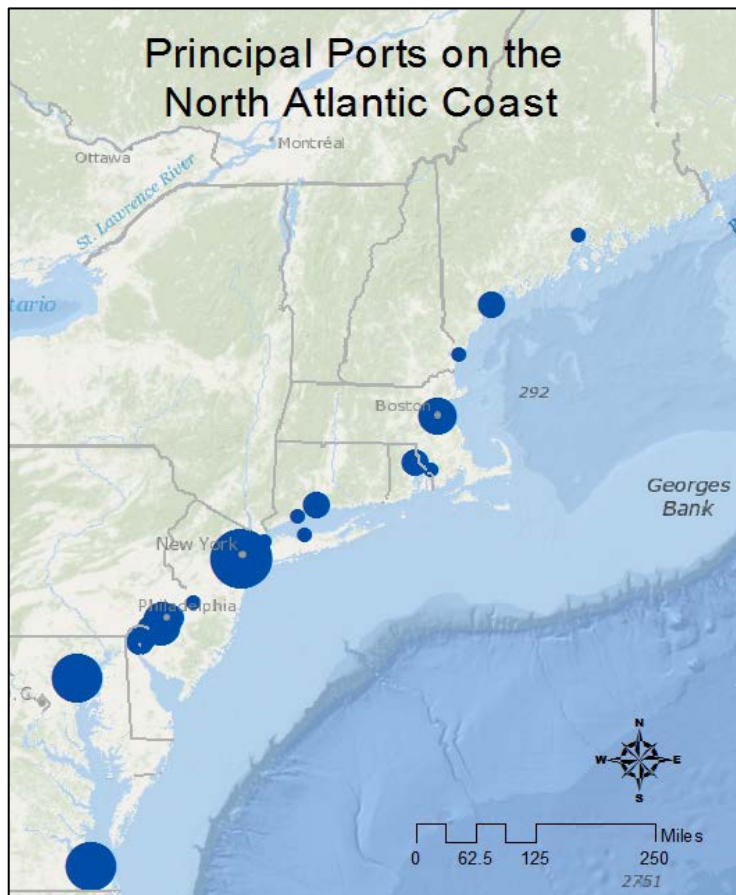 Principal Ports on the
North Atlantic Coast
Montréal
Ottawa
St. Lawrence River
tario
Boston
292
Georges
Bank
New York
Philadelphia
N
W
E
S
Miles
0 62.5 125 250
2751